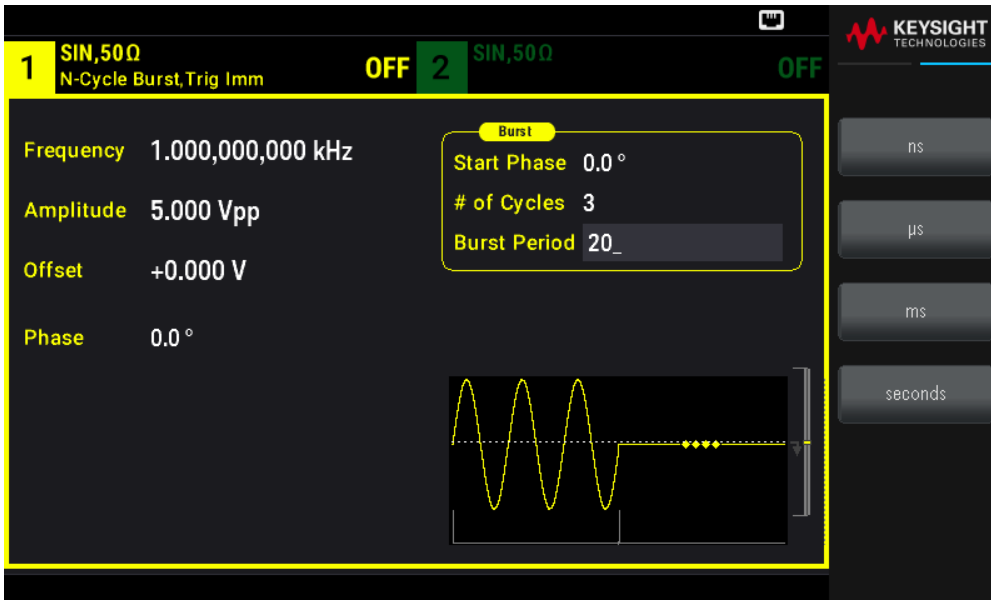 KEYSIGHT
TECHNOLOGIES
1 SIN,50Ω
N-Cycle Burst,Trig Imm OFF
2 SIN,50Ω
OFF
Frequency 1.000,000,000 kHz
Amplitude 5.000 Vpp
Offset +0.000 V
Phase 0.0 °
Burst
Start Phase 0.0 °
# of Cycles 3
Burst Period 20_
ns
µs
ms
seconds